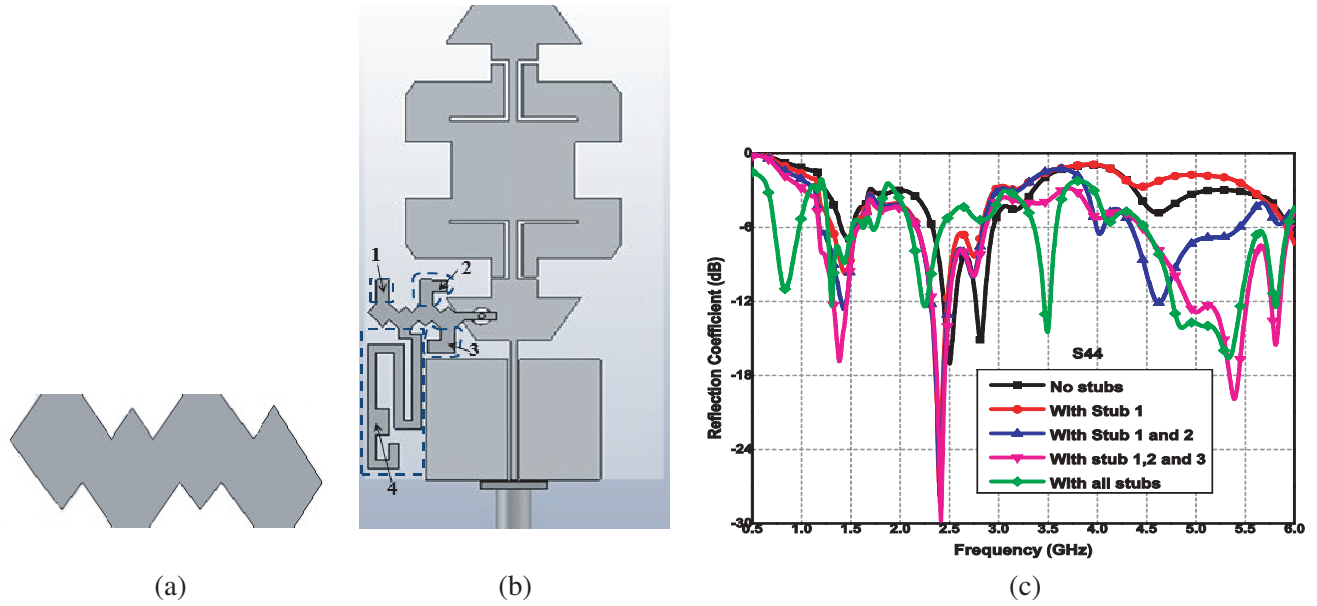 1
2
3
4
0
-6
-12
-18
-24
-30
Reflection Coefficient (dB)
S44
No stubs
With Stub 1
With Stub 1 and 2
With stub 1,2 and 3
With all stubs
0.5 1.0 1.5 2.0 2.5 3.0 3.5 4.0 4.5 5.0 5.5 6.0
Frequency (GHz)
(a) (b) (c)